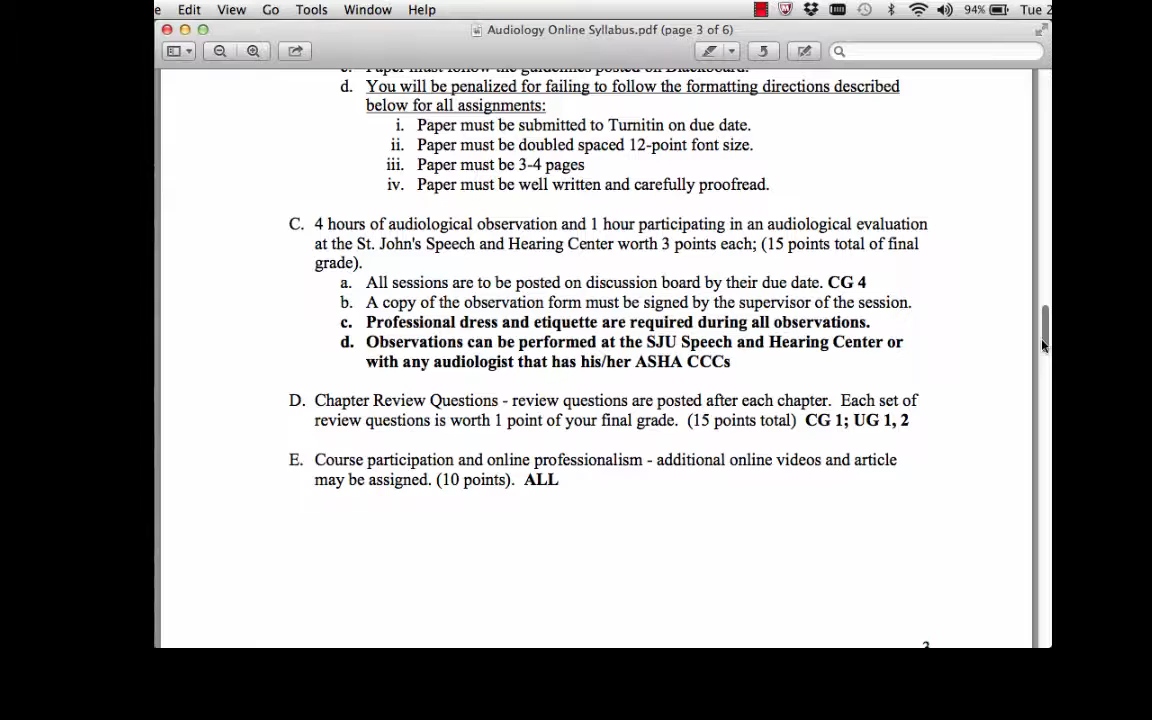 e Edit View Go Tools Window Help 94% Tue 2
Audiology Online Syllabus.pdf (page 3 of 6)
Paper must follow the guidelines posted on Blackboard.
d. You will be penalized for failing to follow the formatting directions described
below for all assignments:
i. Paper must be submitted to Turnitin on due date.
ii. Paper must be doubled spaced 12-point font size.
iii. Paper must be 3-4 pages
iv. Paper must be well written and carefully proofread.
C. 4 hours of audiological observation and 1 hour participating in an audiological evaluation
at the St. John's Speech and Hearing Center worth 3 points each; (15 points total of final
grade).
a. All sessions are to be posted on discussion board by their due date. CG 4
b. A copy of the observation form must be signed by the supervisor of the session.
c. Professional dress and etiquette are required during all observations.
d. Observations can be performed at the SJU Speech and Hearing Center or
with any audiologist that has his/her ASHA CCCs
D. Chapter Review Questions - review questions are posted after each chapter. Each set of
review questions is worth 1 point of your final grade. (15 points total) CG 1; UG 1, 2
E. Course participation and online professionalism - additional online videos and article
may be assigned. (10 points). ALL